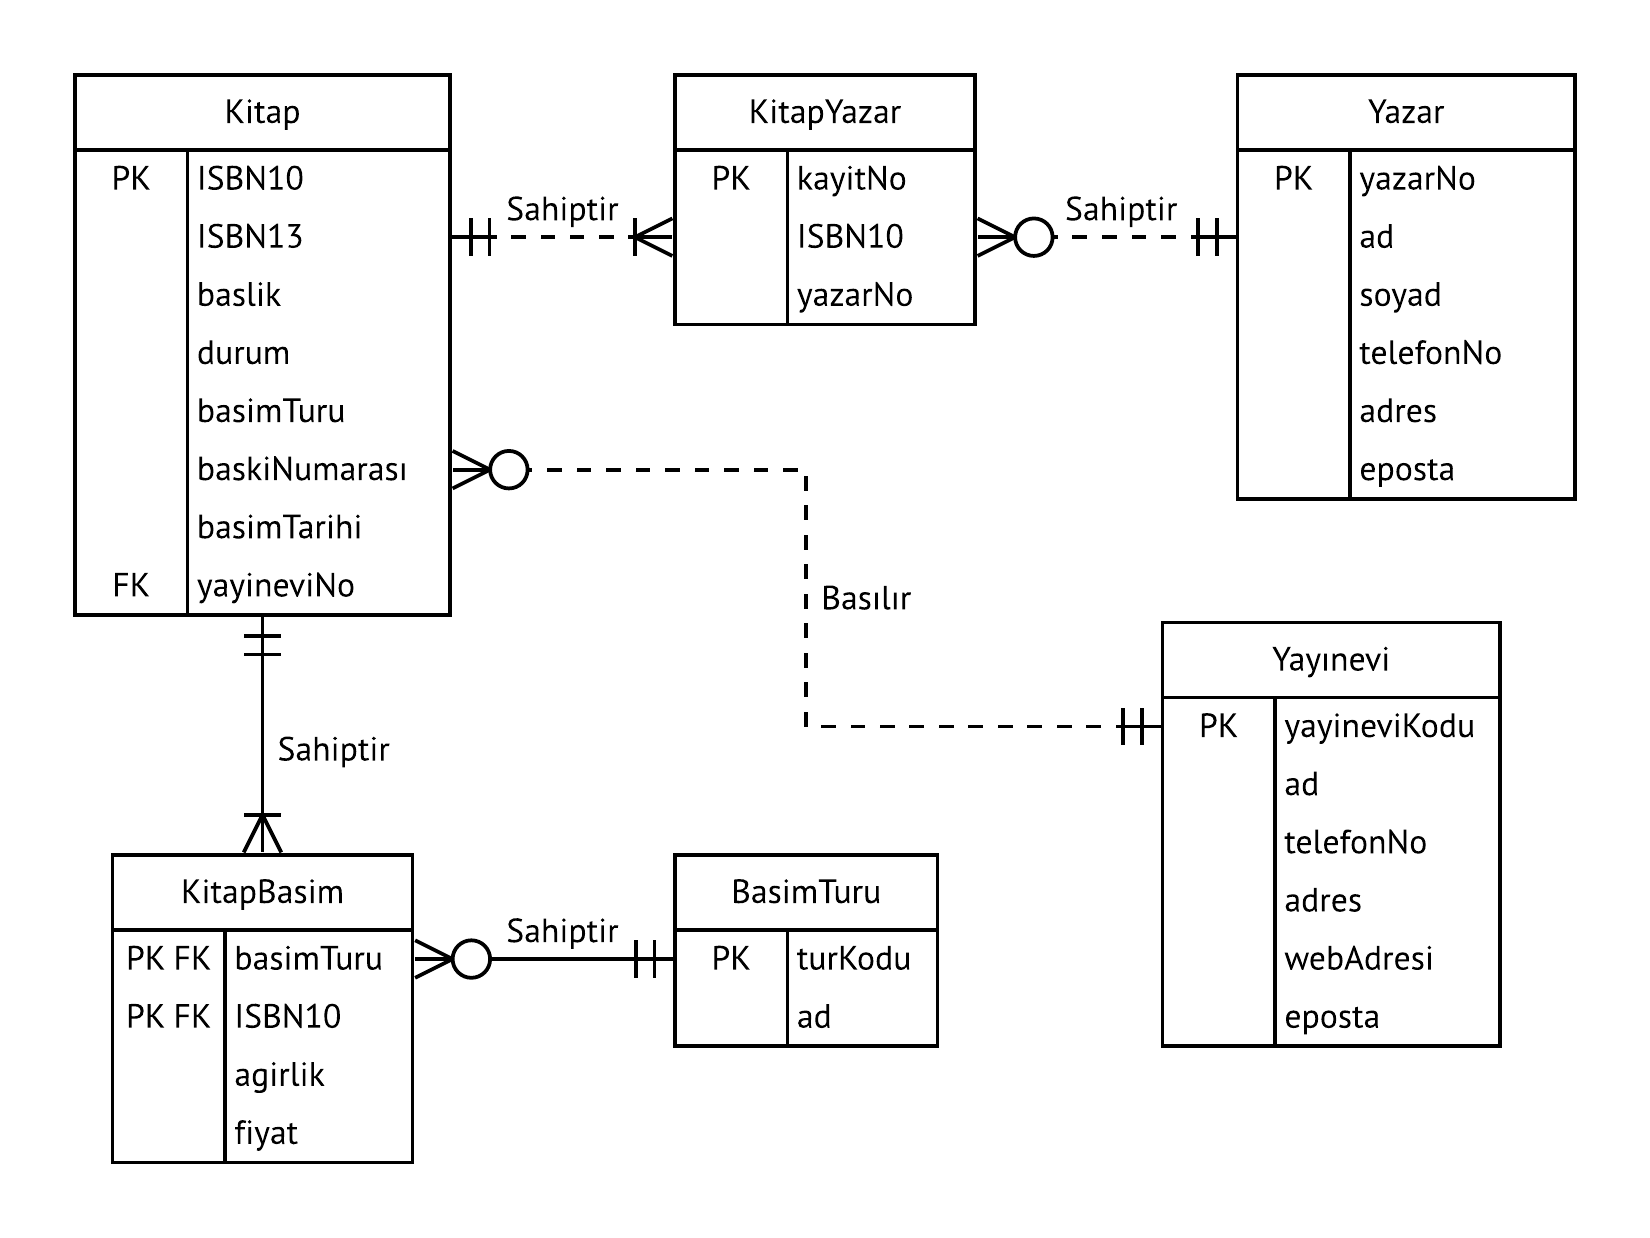 Kitap
PK ISBN10
ISBN13
baslik
durum
basimTuru
baskiNumarası
basimTarihi
FK yayineviNo
Sahiptir
KitapYazar
PK kayitNo
ISBN10
yazarNo
Sahiptir
Yazar
PK yazarNo
ad
soyad
telefonNo
adres
eposta
Basılır
Yayınevi
PK yayineviKodu
ad
telefonNo
adres
webAdresi
eposta
Sahiptir
KitapBasim
PK FK basimTuru
PK FK ISBN10
agirlik
fiyat
Sahiptir
BasimTuru
PK turKodu
ad